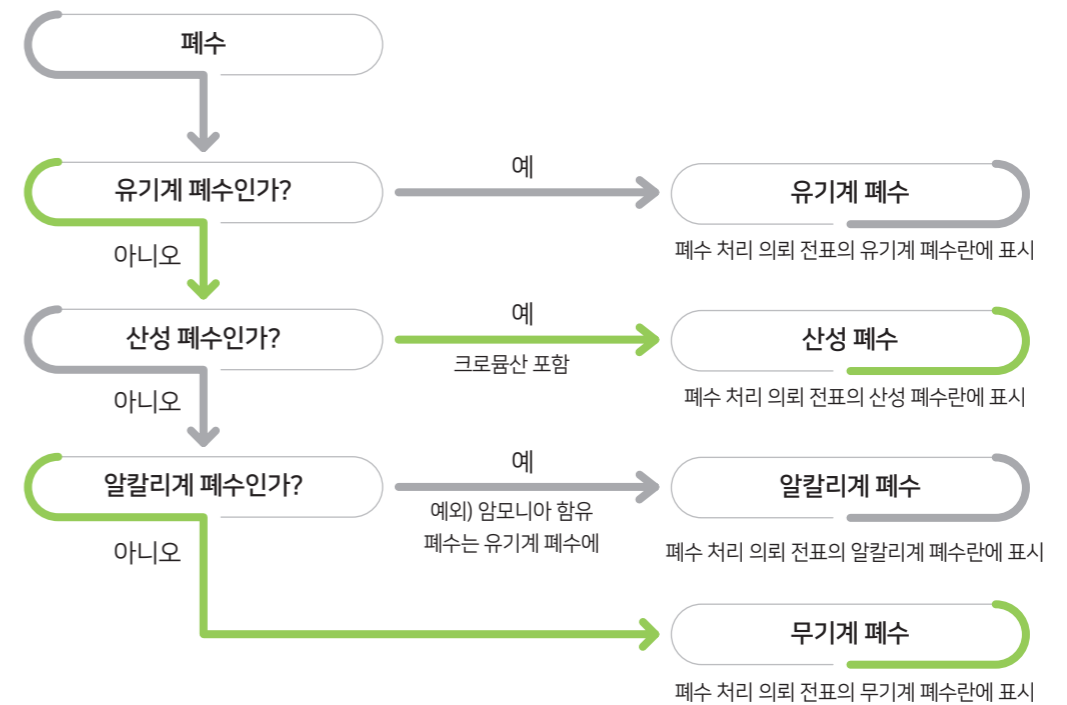 폐수
유기계 폐수인가?
예
유기계 폐수
폐수 처리 의뢰 전표의 유기계 폐수란에 표시
아니오
산성 폐수인가?
예
크로뮴산 포함
산성 폐수
폐수 처리 의뢰 전표의 산성 폐수란에 표시
아니오
알칼리계 폐수인가?
예
예외) 암모니아 함유
폐수는 유기계 폐수에
알칼리계 폐수
폐수 처리 의뢰 전표의 알칼리계 폐수란에 표시
아니오
무기계 폐수
폐수 처리 의뢰 전표의 무기계 폐수란에 표시